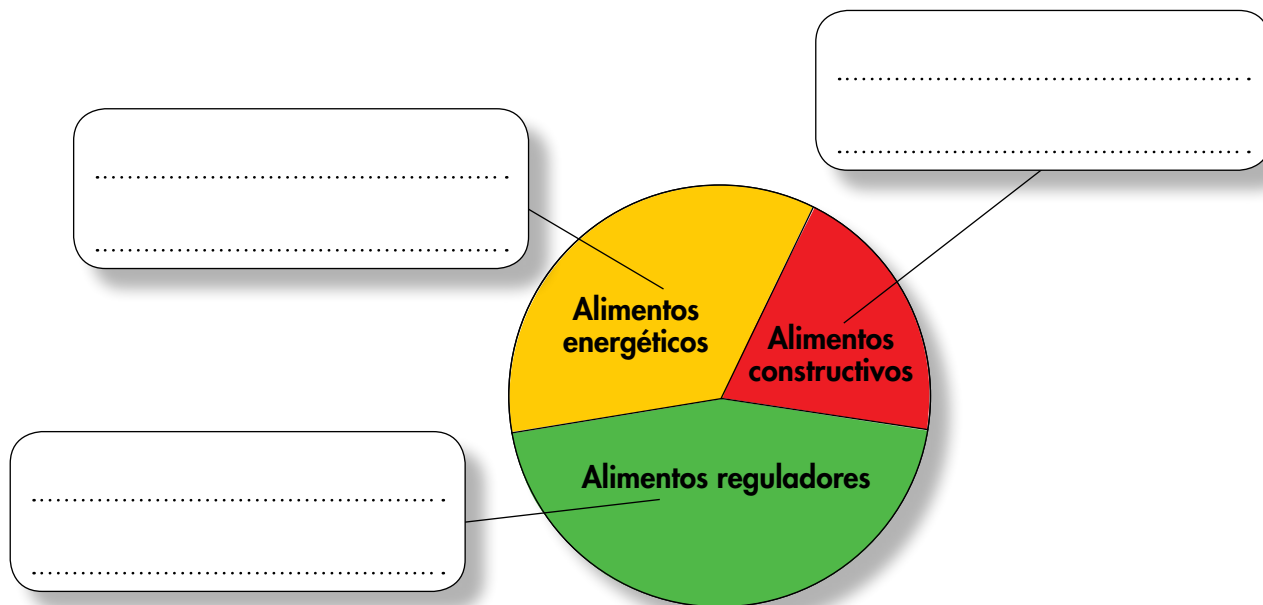 Alimentos
energéticos
Alimentos
constructivos
Alimentos reguladores